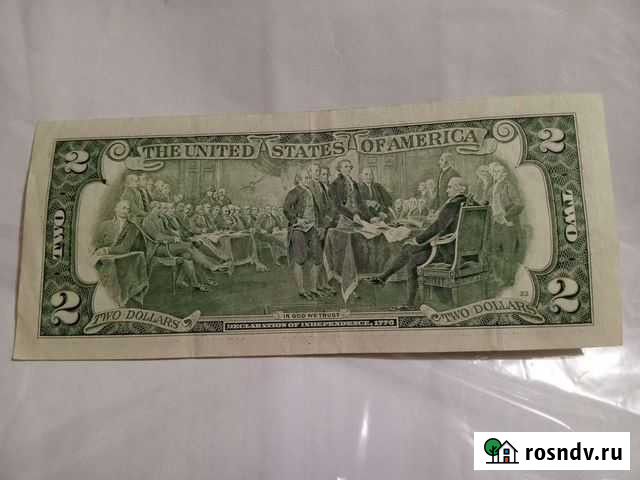 2 THE UNITED STATES OF AMERICA 2
TWO TWO
2 TWO DOLLARS IN GOD WE TRUST TWO DOLLARS 2
DECLARATION OF INDEPENDENCE, 1776
rosndv.ru